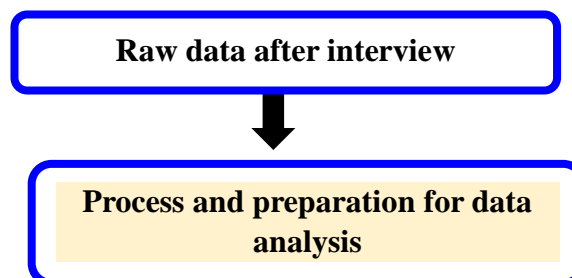 Raw data after interview
Process and preparation for data
analysis